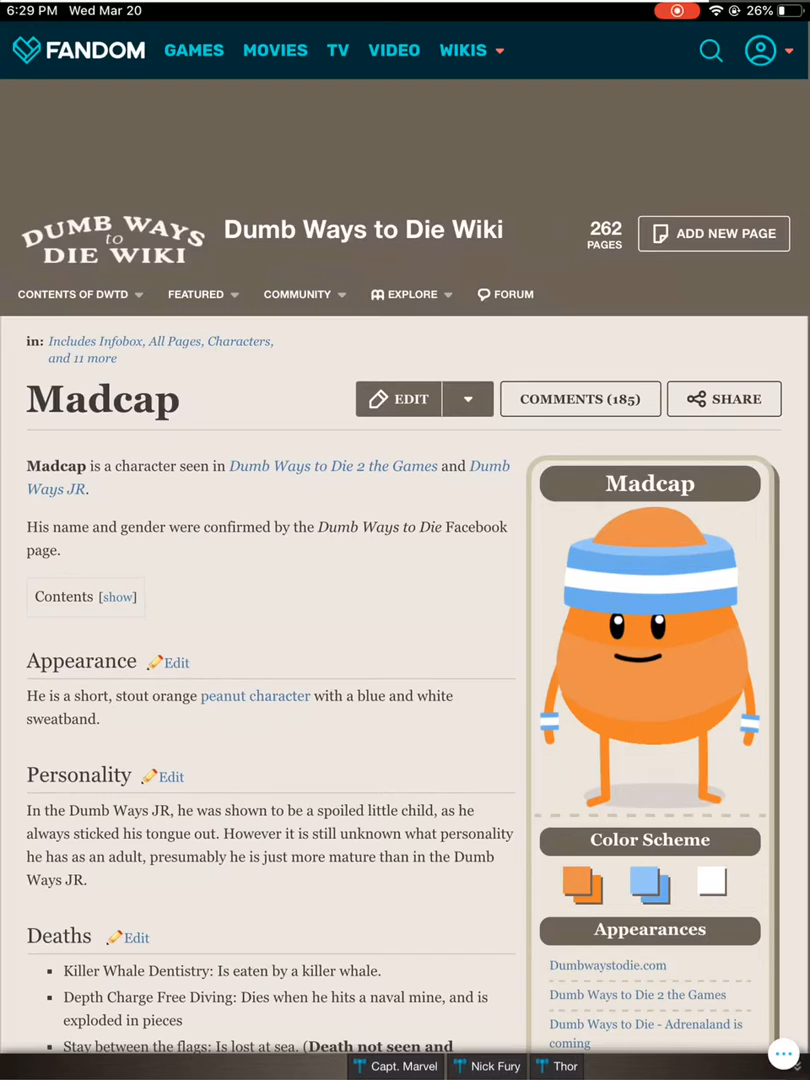 6:29 PM Wed Mar 20
26%
FANDOM GAMES MOVIES TV VIDEO WIKIS
DUMB WAYS
to
DIE WIKI
Dumb Ways to Die Wiki
262
PAGES
ADD NEW PAGE
CONTENTS OF DWTD FEATURED COMMUNITY EXPLORE FORUM
in: Includes Infobox, All Pages, Characters,
and 11 more
Madcap
EDIT
COMMENTS (185)
SHARE
Madcap is a character seen in Dumb Ways to Die 2 the Games and Dumb
Ways JR.
His name and gender were confirmed by the Dumb Ways to Die Facebook
page.
Contents [show]
Appearance Edit
He is a short, stout orange peanut character with a blue and white
sweatband.
Personality Edit
In the Dumb Ways JR, he was shown to be a spoiled little child, as he
always sticked his tongue out. However it is still unknown what personality
he has as an adult, presumably he is just more mature than in the Dumb
Ways JR.
Deaths Edit
Killer Whale Dentistry: Is eaten by a killer whale.
Depth Charge Free Diving: Dies when he hits a naval mine, and is
exploded in pieces
Stay between the flags: Is lost at sea. (Death not seen and
Madcap
Color Scheme
Appearances
Dumbwaystodie.com
Dumb Ways to Die 2 the Games
Dumb Ways to Die - Adrenaland is
coming
Capt. Marvel Nick Fury Thor